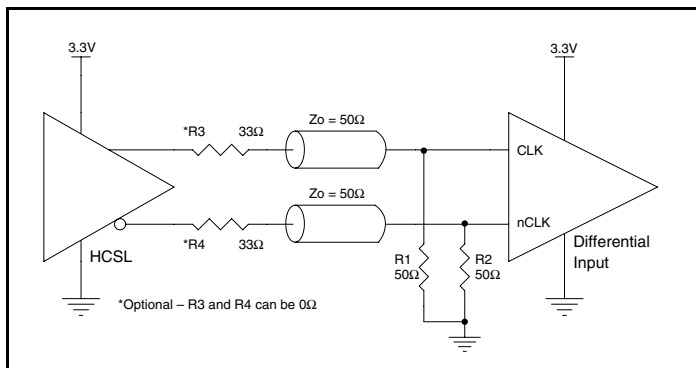 3.3V
3.3V
*R3 33Ω
Zo = 50Ω
CLK
Zo = 50Ω
*R4 33Ω
nCLK
HCSL
R1
50Ω
R2
50Ω
Differential
Input
*Optional – R3 and R4 can be 0Ω